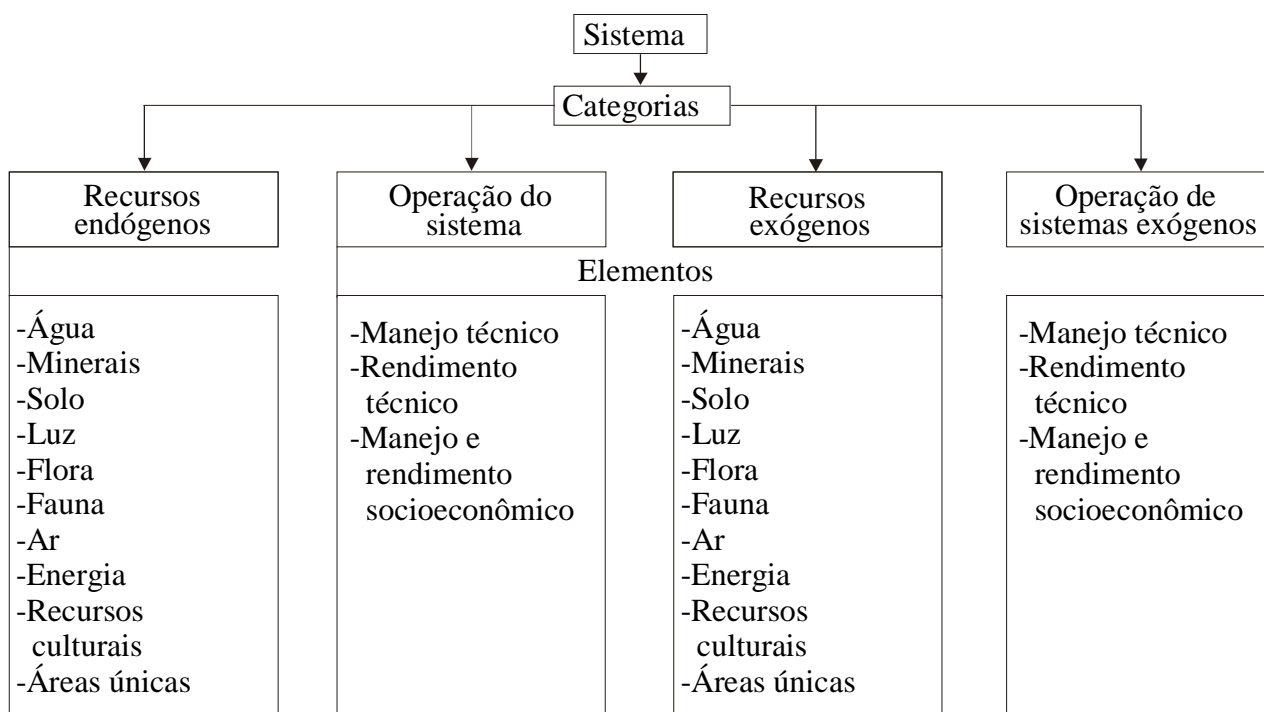 Sistema
Categorias
Recursos
endógenos
Operação do
sistema
Recursos
exógenos
Operação de
sistemas exógenos
Elementos
-Água
-Minerais
-Solo
-Luz
-Flora
-Fauna
-Ar
-Energia
-Recursos
culturais
-Áreas únicas
-Manejo técnico
-Rendimento
técnico
-Manejo e
rendimento
socioeconômico
-Água
-Minerais
-Solo
-Luz
-Flora
-Fauna
-Ar
-Energia
-Recursos
culturais
-Áreas únicas
-Manejo técnico
-Rendimento
técnico
-Manejo e
rendimento
socioeconômico